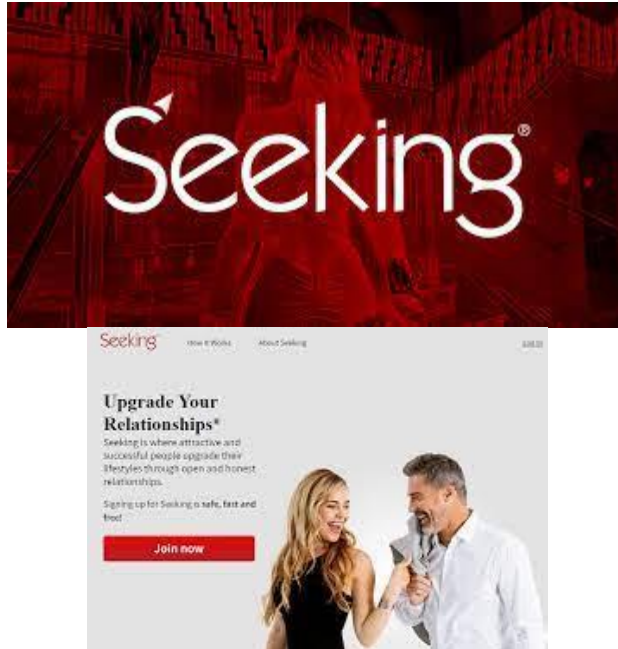 Seeking®
Seeking
How It Works About Seeking
Upgrade Your
Relationships*
Seeking is where attractive and
successful people upgrade their
lifestyles through open and honest
relationships.
Signing up for Seeking is safe, fast and
free!
Join now